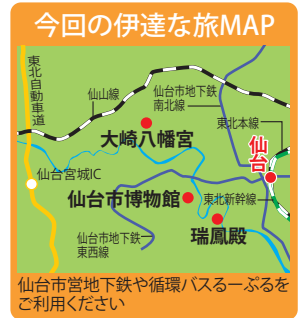 今回の伊達な旅MAP
東北自動車道
仙山線
仙台市地下鉄
南北線
東北本線
大崎八幡宮
仙台
仙台宮城IC
仙台市博物館
東北新幹線
瑞鳳殿
仙台市地下鉄
東西線
仙台市営地下鉄や循環バスるーぷるを
ご利用ください